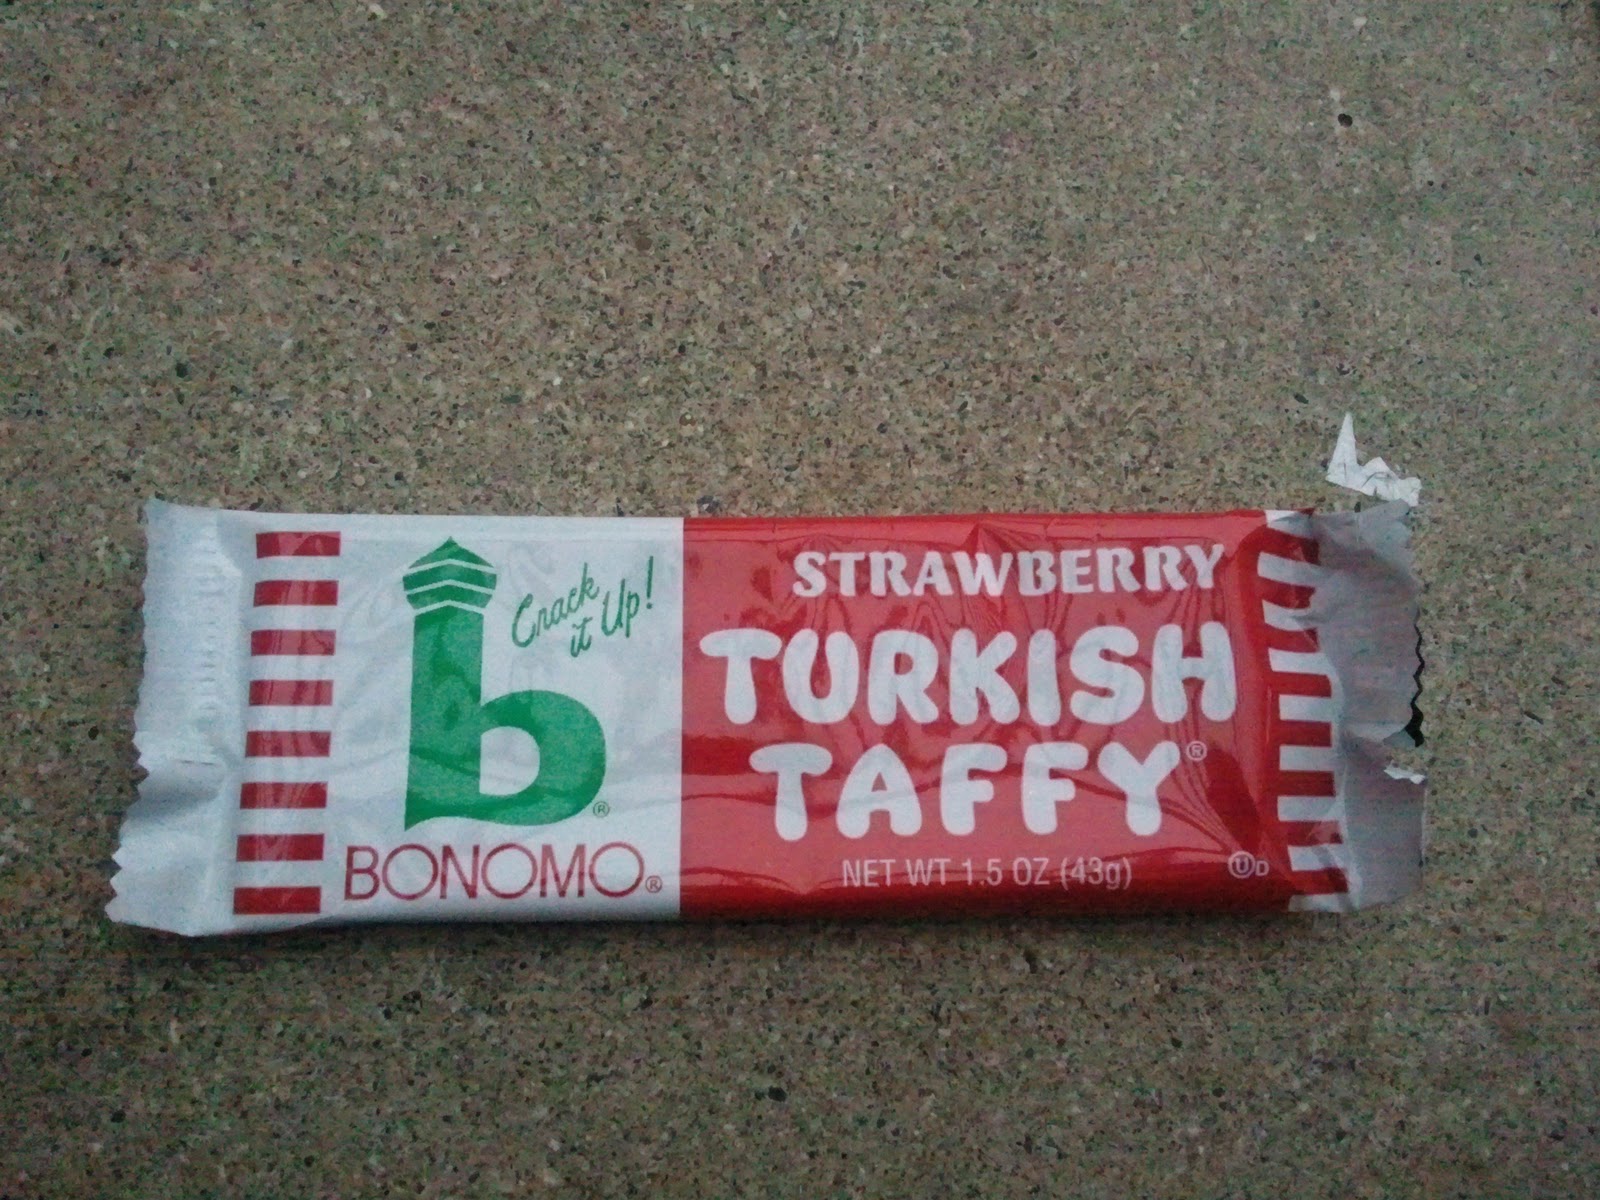 Crack
it Up!
b®
BONOMO®
STRAWBERRY
TURKISH
TAFFY®
NET WT 1.5 OZ (43g)
U D